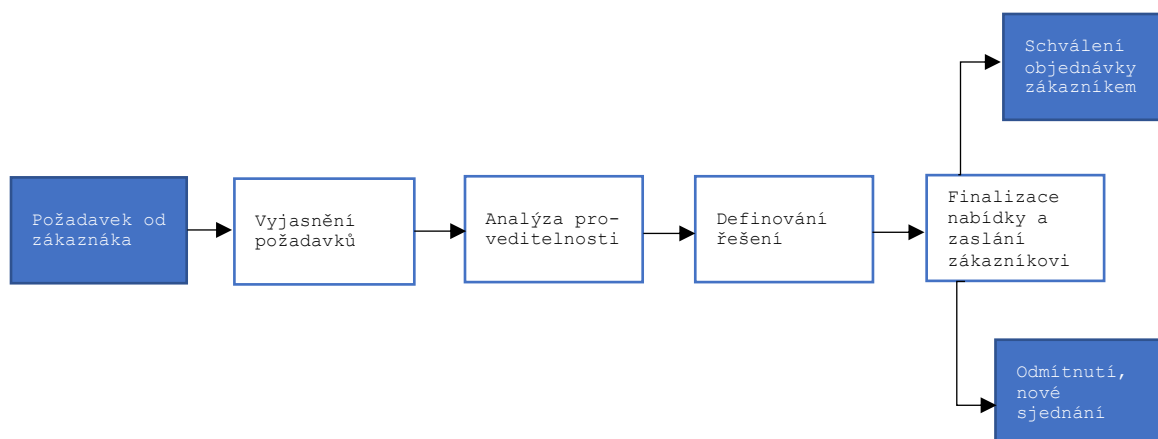 Schválení
objednávky
zákazníkem
Požadavek od
zákaznáka
Vyjasnění
požadavků
Analýza pro-
veditelnosti
Definování
řešení
Finalizace
nabídky a
zaslání
zákazníkovi
Odmítnutí,
nové
sjednání